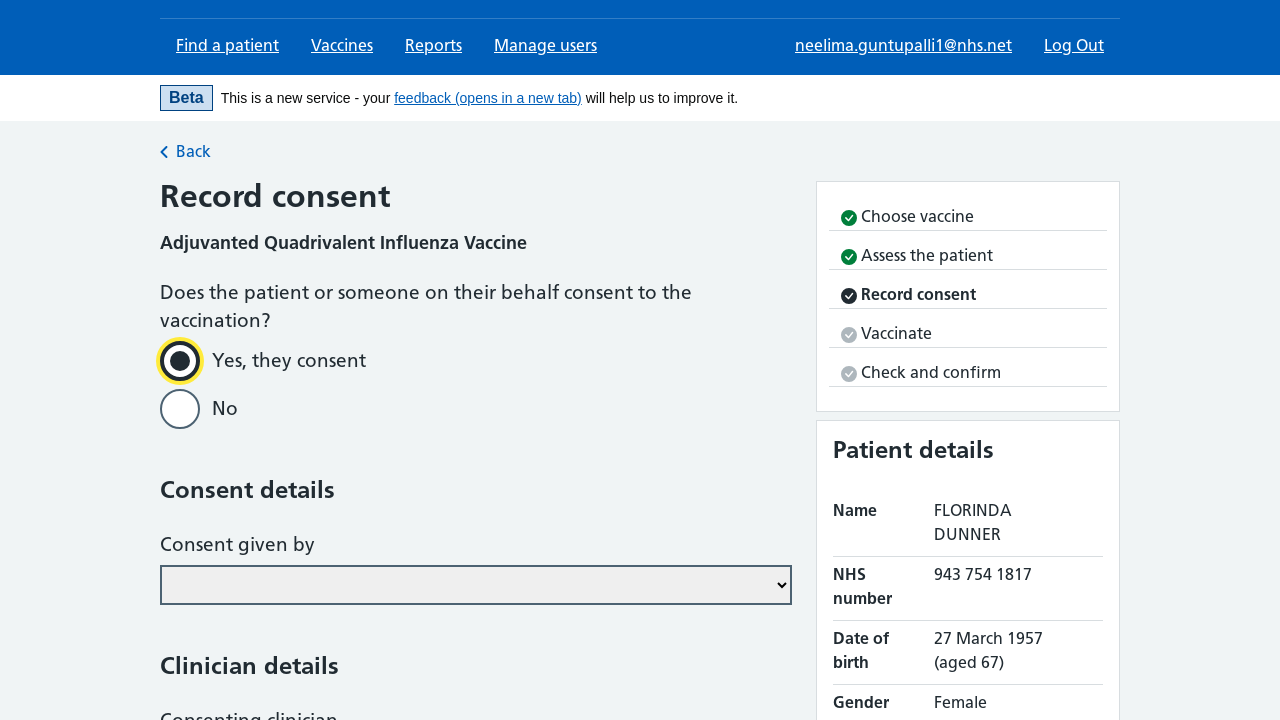 Find a patient
Vaccines
Reports
Manage users
neelima.guntupalli1@nhs.net
Log Out
Beta
This is a new service - your feedback (opens in a new tab) will help us to improve it.
Back
Record consent
Adjuvanted Quadrivalent Influenza Vaccine
Does the patient or someone on their behalf consent to the
vaccination?
Yes, they consent
No
Consent details
Consent given by
Clinician details
Consenting clinician
Choose vaccine
Assess the patient
Record consent
Vaccinate
Check and confirm
Patient details
Name
FLORINDA
DUNNER
NHS
number
943 754 1817
Date of
birth
27 March 1957
(aged 67)
Gender
Female